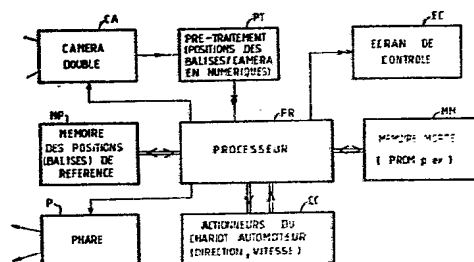 CA
CAMERA
DOUBLE
PT
PRE-TRAITEMENT
(POSITIONS DES
BALISES/CAMERA
EN NUMERIQUES)
EC
ECRAN DE
CONTROLE
MP
MEMOIRE
DES POSITIONS
(BALISES) DE
REFERENCE
PR
PROCESSEUR
MM
MEMOIRE MORTE
(PROM p ex)
P
PHARE
CC
ACTIONNEURS DU
CHARIOT AUTOMOTEUR
(DIRECTION, VITESSE)